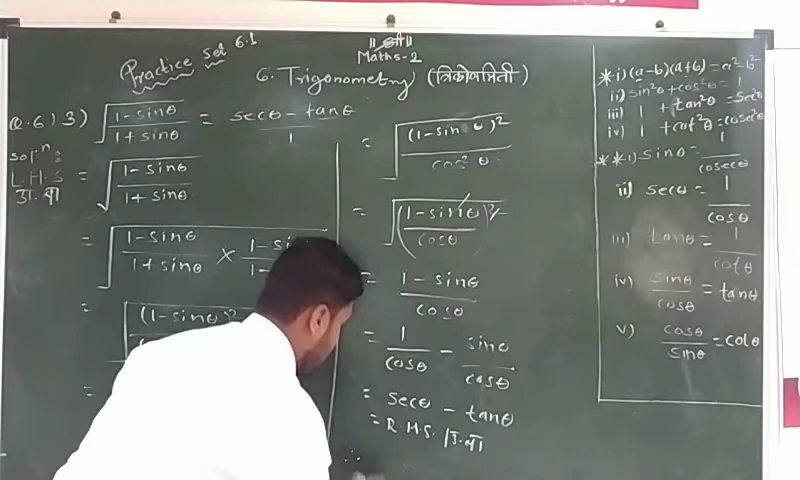 ॥ श्री ॥
Maths-2
Practice Set 6.1
6. Trigonometry (त्रिकोणमिती)
Q.6) 3) √((1-sinθ)/(1+sinθ)) = secθ - tanθ
Solⁿ:
L.H.S = √((1-sinθ)/(1+sinθ))
डा. बा
= √((1-sinθ)/(1+sinθ) × (1-si
= √((1-sinθ)²
=
= √((1-sinθ)²/cos²θ)
= √((1-sinθ)/cosθ)²
= (1-sinθ)/cosθ
= 1/cosθ - sinθ/cosθ
= secθ - tanθ
= R.H.S. / उ. बा
∴
* i) (a-b)(a+b) = a²-b²
ii) sin²θ + cos²θ = 1
iii) 1 + tan²θ = sec²θ
iv) 1 + cot²θ = cosec²θ
** i) sinθ = 1/cosecθ
ii) secθ = 1/cosθ
iii) tanθ = 1/cotθ
iv) sinθ/cosθ = tanθ
v) cosθ/sinθ = cotθ